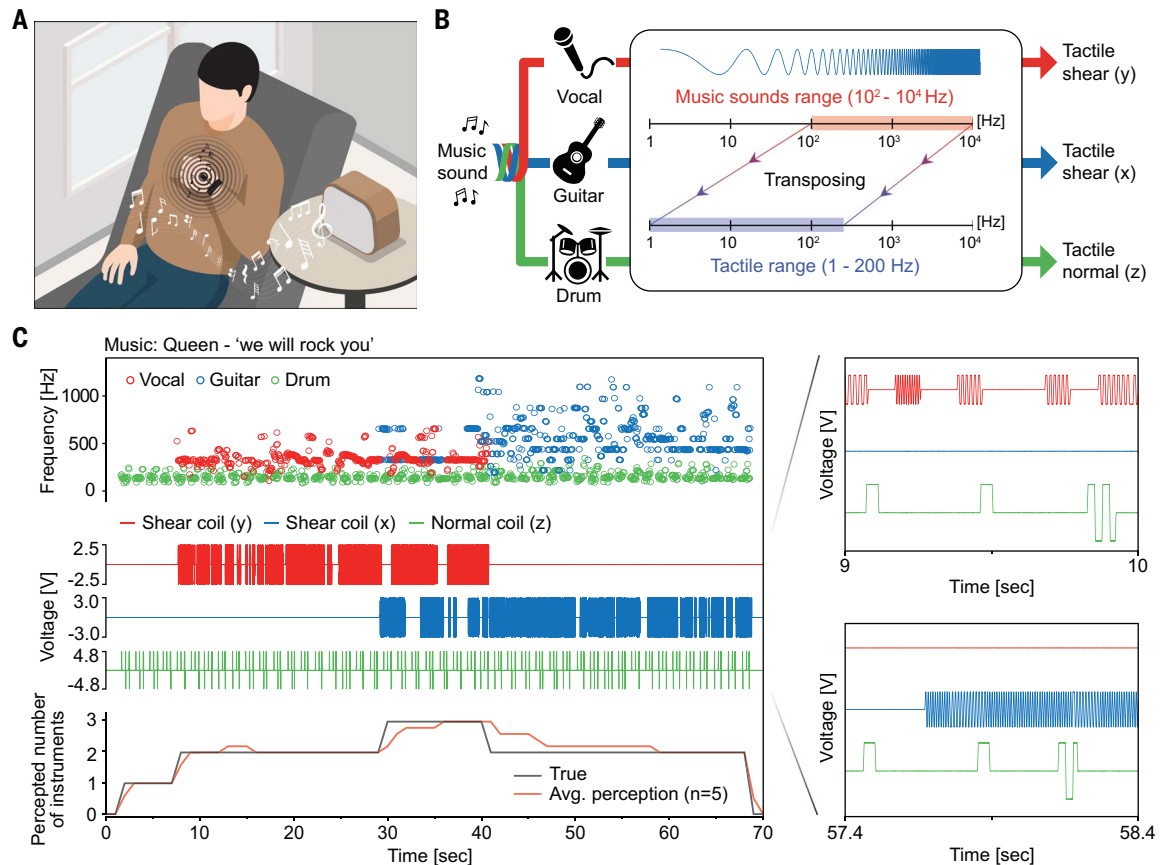 A
B
Music
sound
Vocal
Guitar
Drum
Music sounds range (10² - 10⁴ Hz)
[Hz]
1 10 10² 10³ 10⁴
Transposing
[Hz]
1 10 10² 10³ 10⁴
Tactile range (1 - 200 Hz)
Tactile
shear (y)
Tactile
shear (x)
Tactile
normal (z)
C
Music: Queen - ‘we will rock you’
Vocal Guitar Drum
Frequency [Hz]
1000
500
0
Shear coil (y) Shear coil (x) Normal coil (z)
Voltage [V]
2.5
-2.5
3.0
-3.0
4.8
-4.8
Percepted number
of instruments
3
2
1
0
True
Avg. perception (n=5)
0 10 20 30 40 50 60 70
Time [sec]
Voltage [V]
9 10
Time [sec]
Voltage [V]
57.4 58.4
Time [sec]